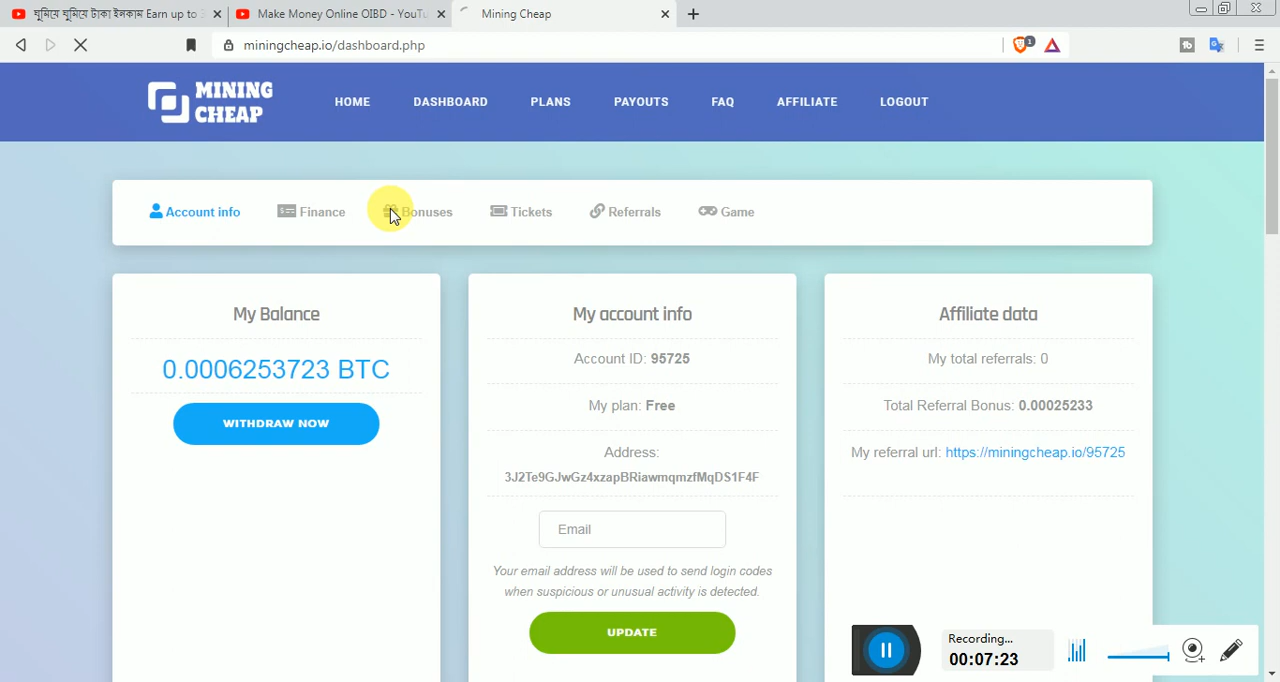 ঘুমিয়ে ঘুমিয়ে টাকা ইনকাম Earn up to
Make Money Online OIBD - YouTu
Mining Cheap
miningcheap.io/dashboard.php
1
MINING
CHEAP
HOME DASHBOARD PLANS PAYOUTS FAQ AFFILIATE LOGOUT
Account info Finance Bonuses Tickets Referrals Game
My Balance
0.0006253723 BTC
WITHDRAW NOW
My account info
Account ID: 95725
My plan: Free
Address:
3J2Te9GJwGz4xzapBRiawmqmzfMqDS1F4F
Email
Your email address will be used to send login codes
when suspicious or unusual activity is detected.
UPDATE
Affiliate data
My total referrals: 0
Total Referral Bonus: 0.00025233
My referral url: https://miningcheap.io/95725
Recording...
00:07:23